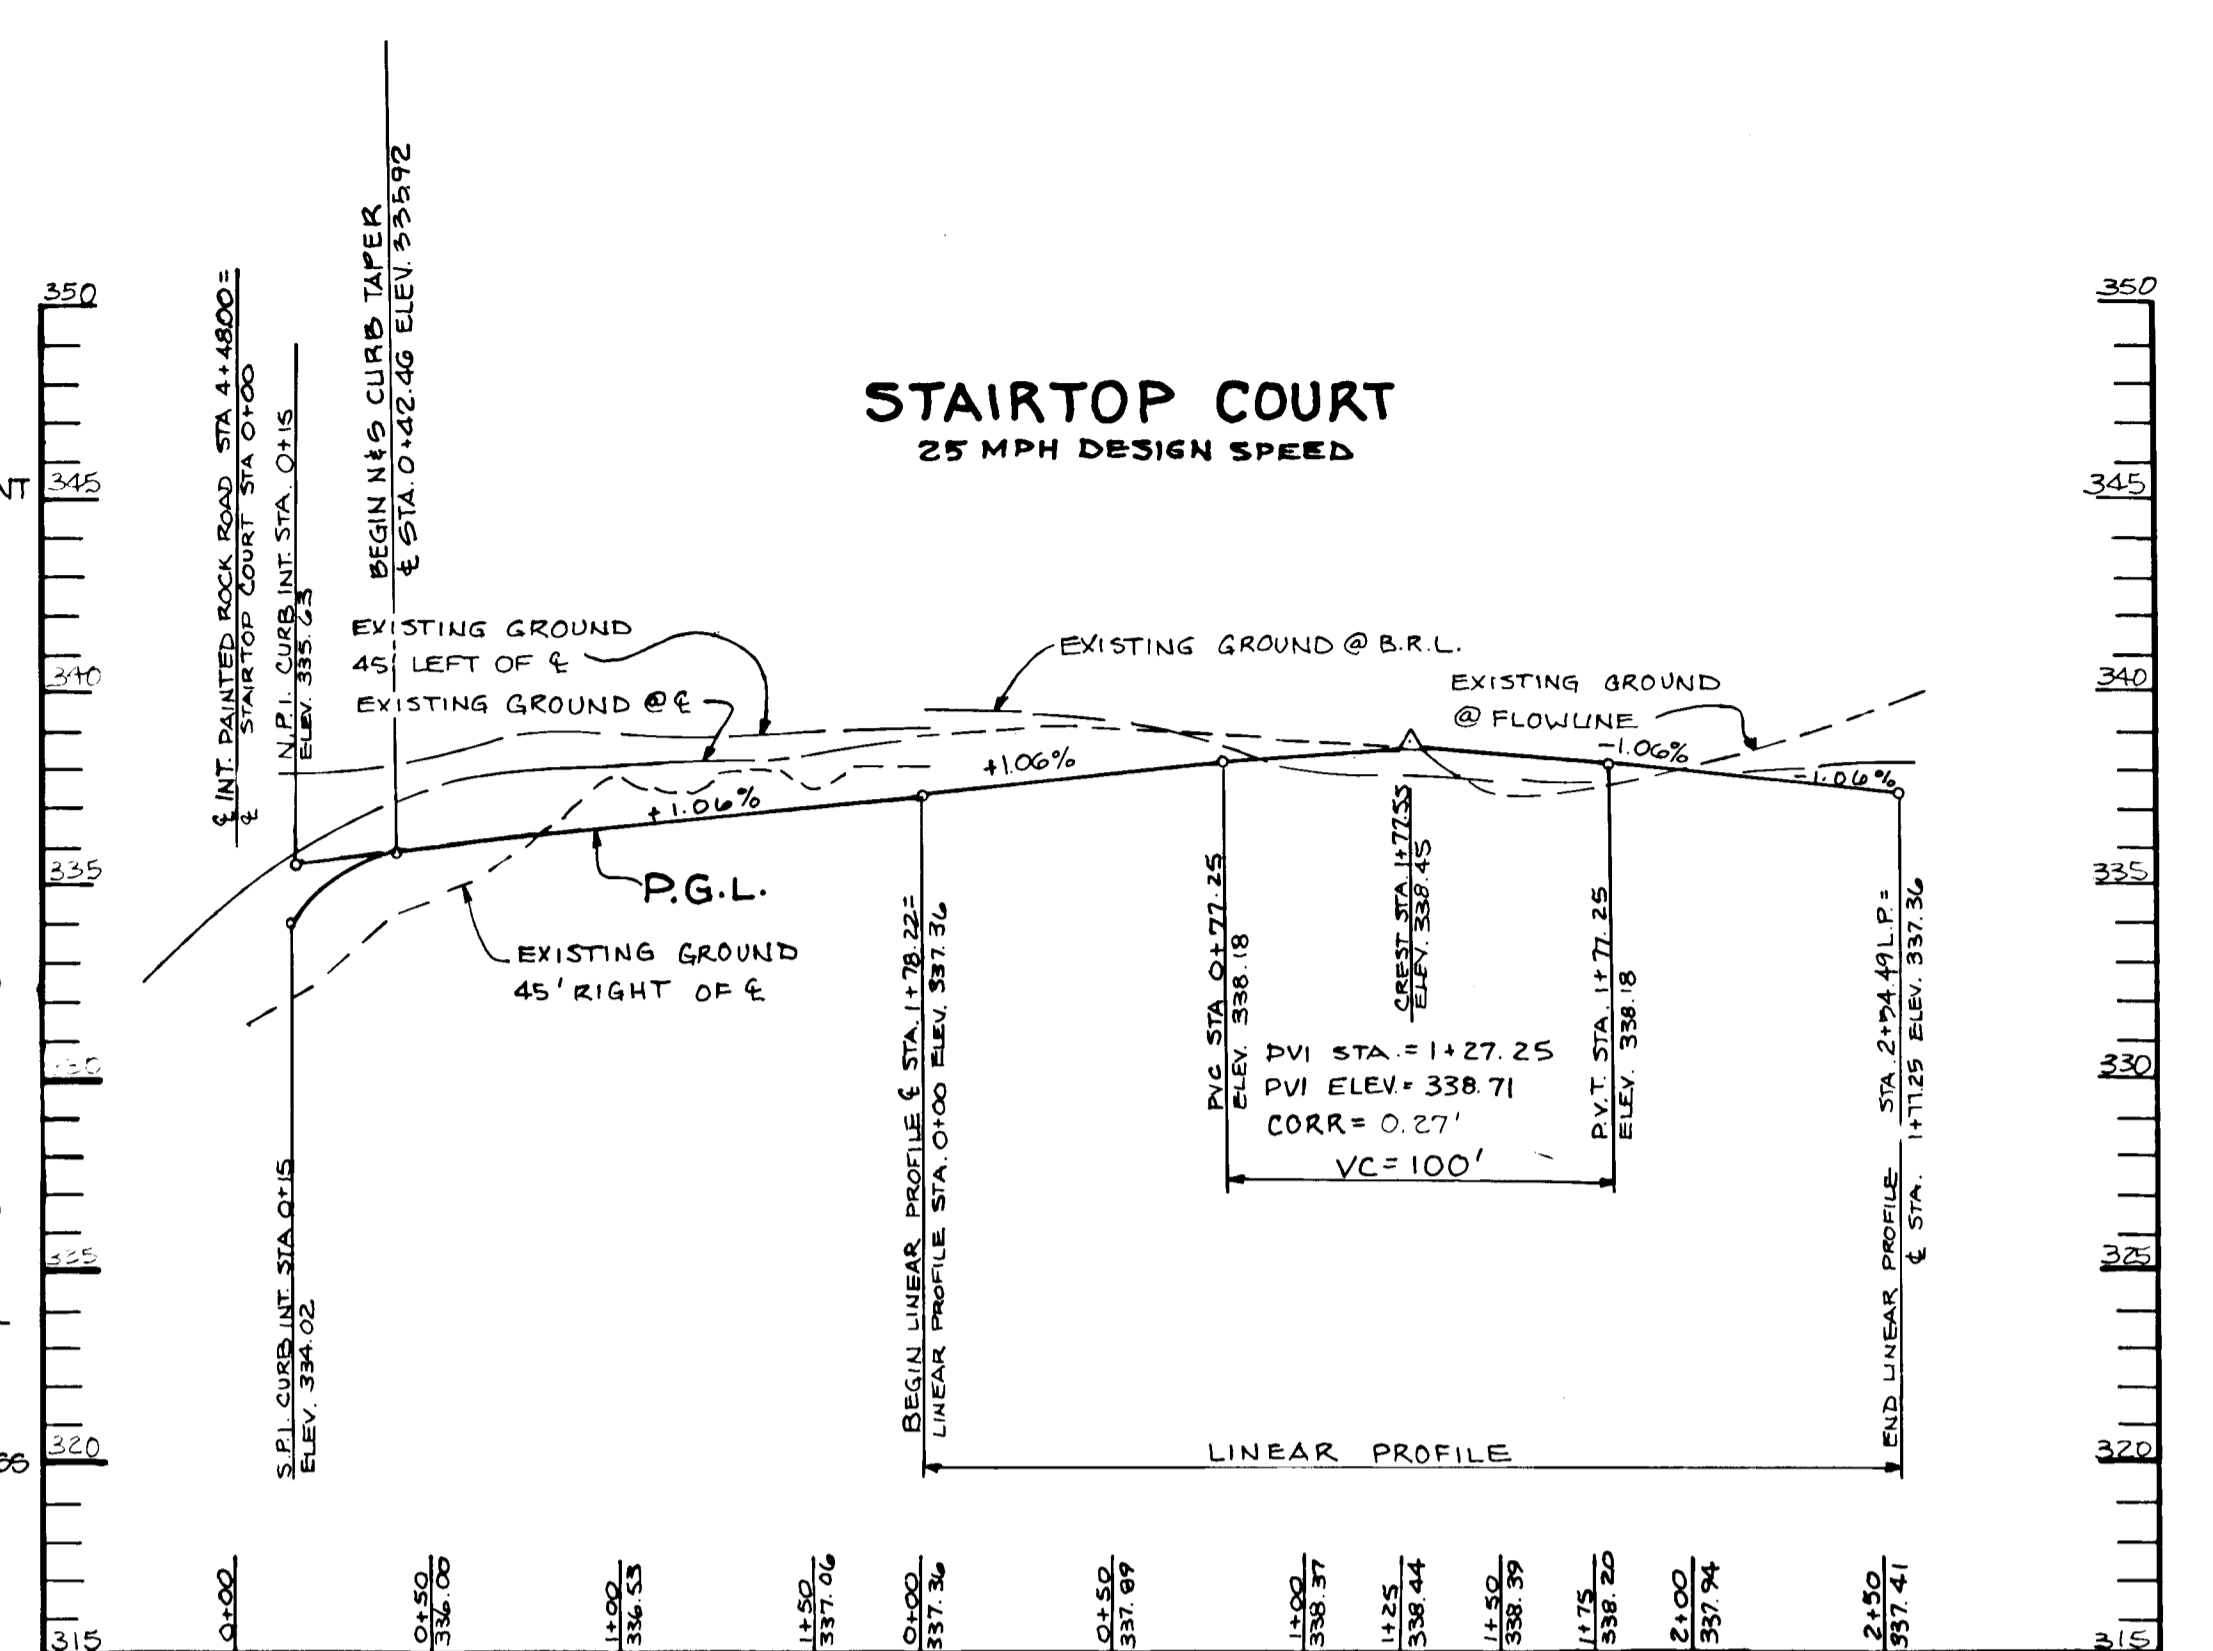 STAIRTOP COURT
25 MPH DESIGN SPEED
350
345
340
335
330
325
320
315
350
345
340
335
330
325
320
315
℄ INT. PAINTED ROCK ROAD STA 4+48.00=
℄ STAIRTOP COURT STA 0+00
N.P.I. CURB INT. STA. 0+15
ELEV. 335.63
BEGIN N&S CURB TAPER
℄ STA. 0+42.46 ELEV. 335.92
EXISTING GROUND
45' LEFT OF ℄
EXISTING GROUND @ ℄
EXISTING GROUND @ B.R.L.
EXISTING GROUND
@ FLOWLINE
+1.06%
+1.06%
-1.06%
-1.06%
P.G.L.
EXISTING GROUND
45' RIGHT OF ℄
S.P.I. CURB INT. STA 0+15
ELEV. 334.02
BEGIN LINEAR PROFILE ℄ STA. 1+78.22=
LINEAR PROFILE STA. 0+00 ELEV. 337.36
PVC STA 0+77.25
ELEV. 338.18
CREST STA. 1+77.55
ELEV. 338.45
PVI STA.= 1+27.25
PVI ELEV.= 338.71
CORR= 0.27'
VC=100'
P.V.T. STA. 1+77.25
ELEV. 338.18
END LINEAR PROFILE STA. 2+54.49 L.P.=
℄ STA. 1+77.25 ELEV. 337.36
LINEAR PROFILE
0+00
0+50
336.00
1+00
336.53
1+50
337.06
0+00
337.36
0+50
337.89
1+00
338.37
1+25
338.44
1+50
338.39
1+75
338.20
2+00
337.94
2+50
337.41